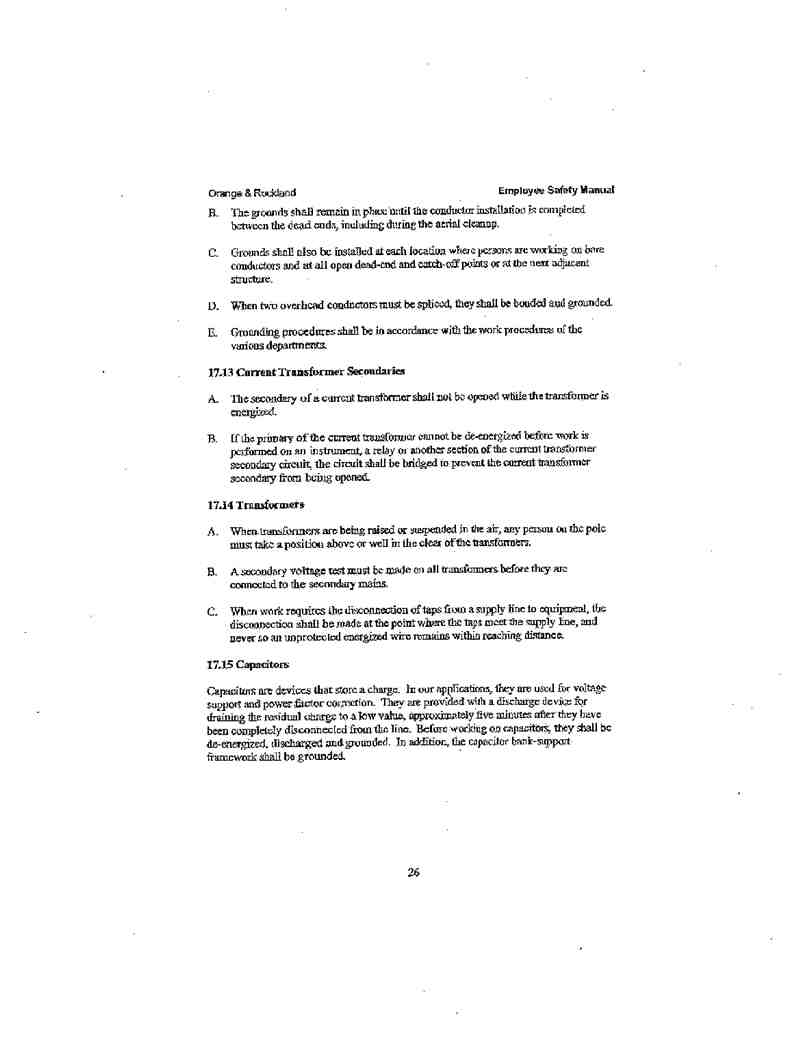 Orange & Rockland Employee Safety Manual
B. The grounds shall remain in place until the conductor installation is completed
between the dead ends, including during the aerial cleanup.
C. Grounds shall also be installed at each location where persons are working on bare
conductors and at all open dead-end and catch-off points or at the next adjacent
structure.
D. When two overhead conductors must be spliced, they shall be bonded and grounded.
E. Grounding procedures shall be in accordance with the work procedures of the
various departments.
17.13 Current Transformer Secondaries
A. The secondary of a current transformer shall not be opened while the transformer is
energized.
B. If the primary of the current transformer cannot be de-energized before work is
performed on an instrument, a relay or another section of the current transformer
secondary circuit, the circuit shall be bridged to prevent the current transformer
secondary from being opened.
17.14 Transformers
A. When transformers are being raised or suspended in the air, any person on the pole
must take a position above or well in the clear of the transformers.
B. A secondary voltage test must be made on all transformers before they are
connected to the secondary mains.
C. When work requires the disconnection of taps from a supply line to equipment, the
disconnection shall be made at the point where the taps meet the supply line, and
never so an unprotected energized wire remains within reaching distance.
17.15 Capacitors
Capacitors are devices that store a charge. In our applications, they are used for voltage
support and power factor correction. They are provided with a discharge device for
draining the residual charge to a low value, approximately five minutes after they have
been completely disconnected from the line. Before working on capacitors, they shall be
de-energized, discharged and grounded. In addition, the capacitor bank-support
framework shall be grounded.
26